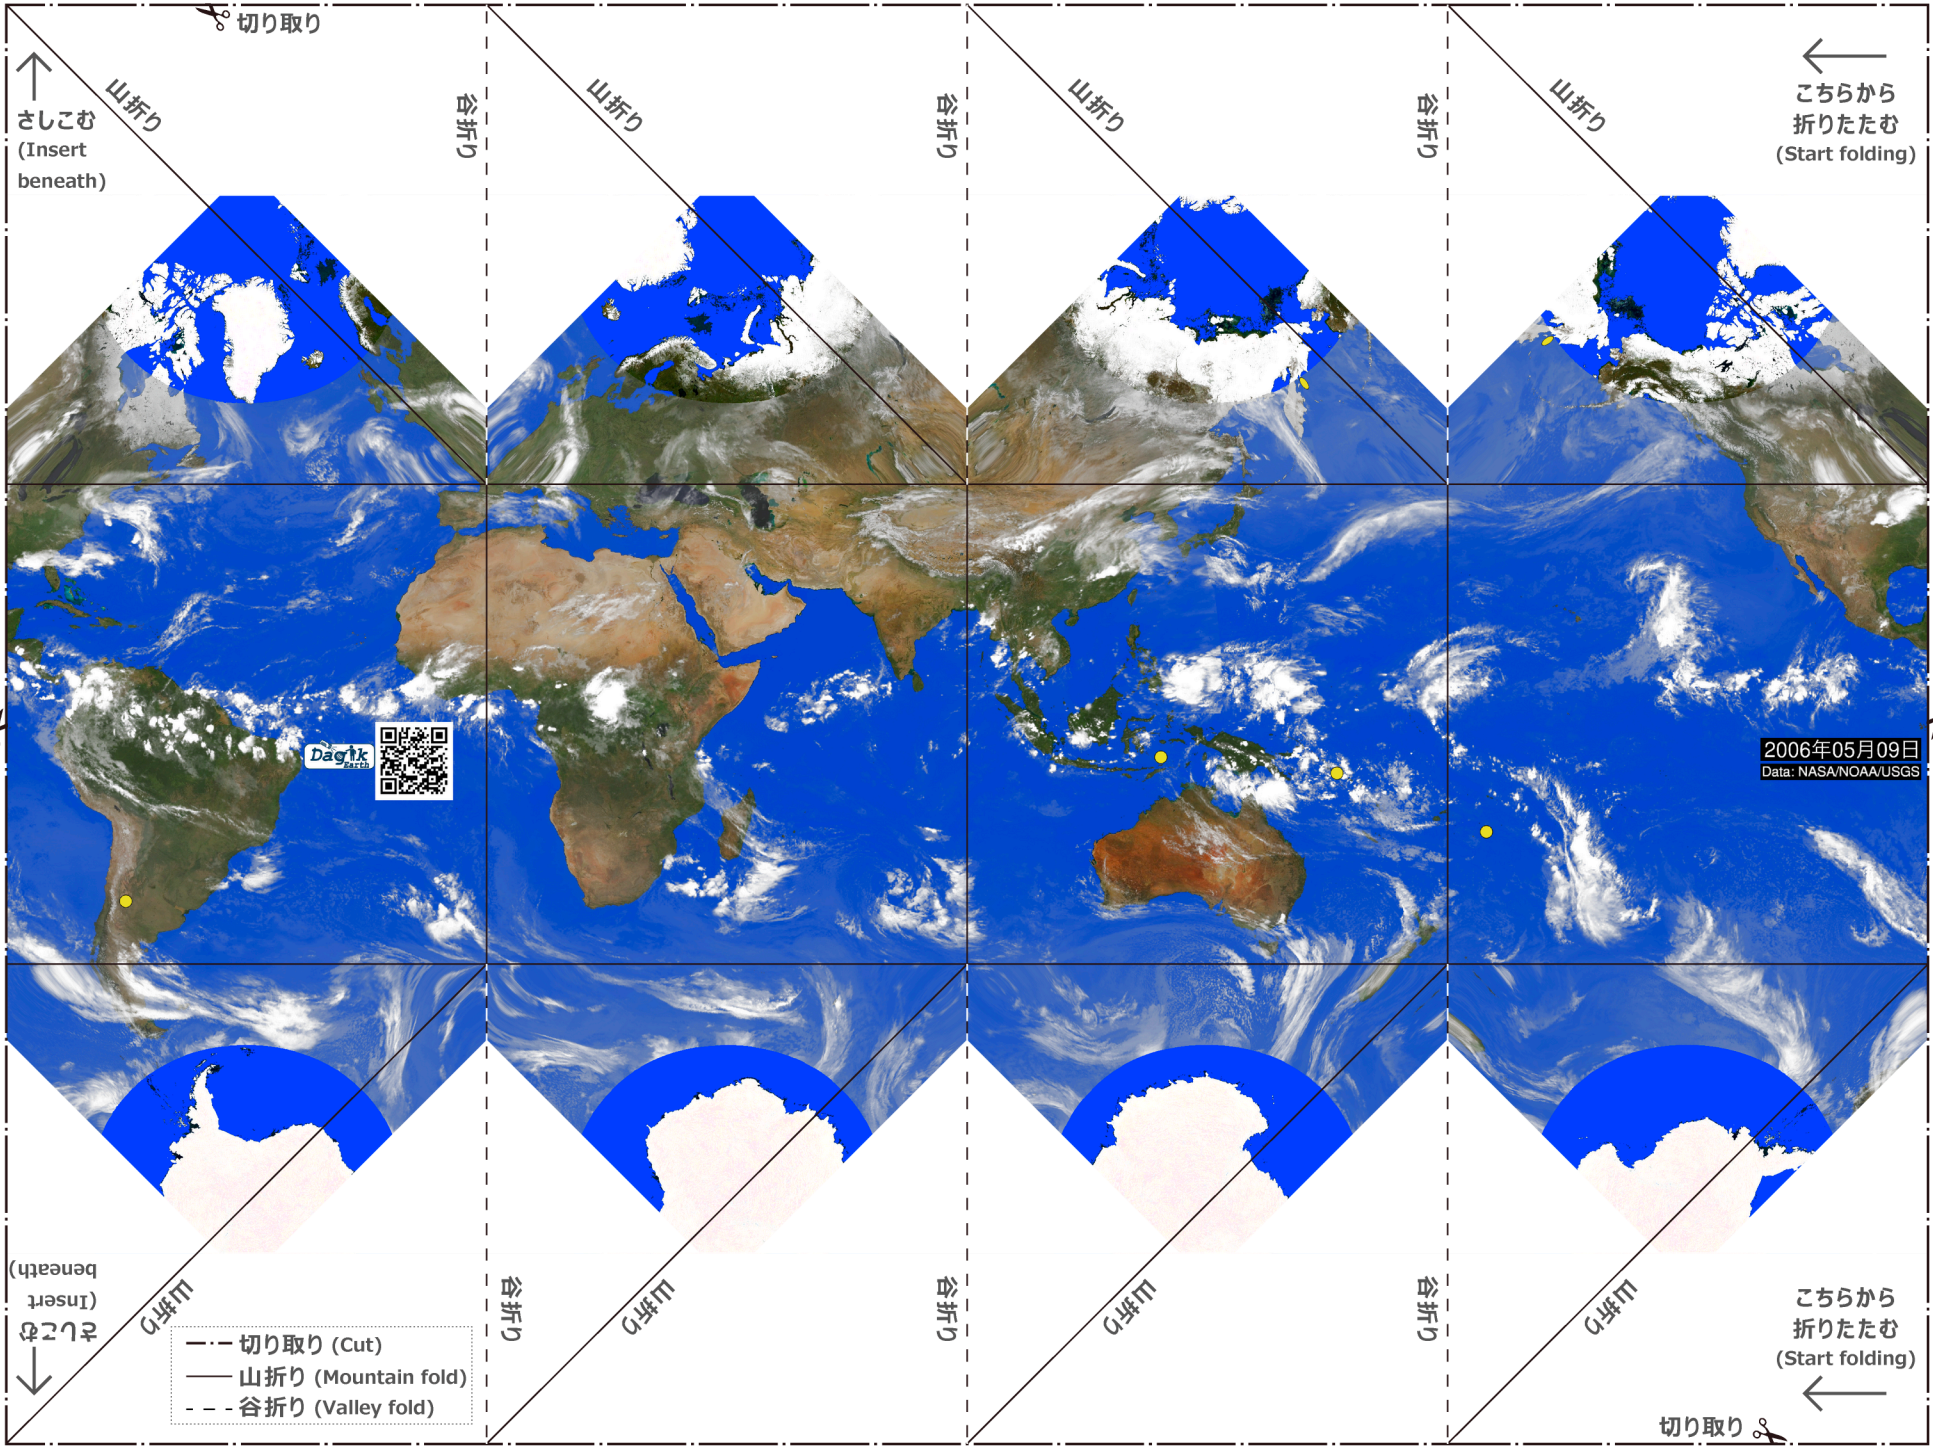 切り取り
山折り
谷折り
山折り
谷折り
山折り
谷折り
山折り
さしこむ
(Insert
beneath)
こちらから
折りたたむ
(Start folding)
Dagik
Earth
2006年05月09日
Data: NASA/NOAA/USGS
さしこむ
(Insert
beneath)
山折り
谷折り
山折り
谷折り
山折り
谷折り
山折り
こちらから
折りたたむ
(Start folding)
切り取り (Cut)
山折り (Mountain fold)
谷折り (Valley fold)
切り取り